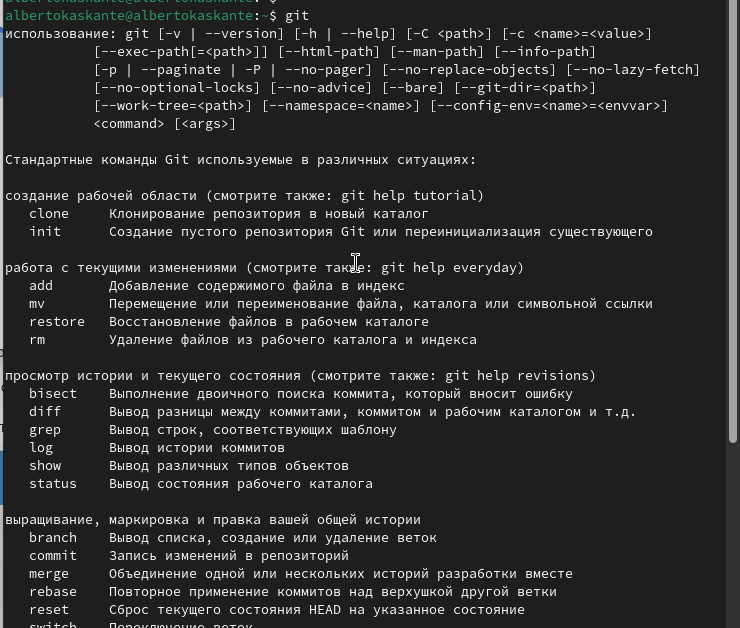 albertokaskante@albertokaskante:~$ git
использование: git [-v | --version] [-h | --help] [-C <path>] [-c <name>=<value>]
[--exec-path[=<path>]] [--html-path] [--man-path] [--info-path]
[-p | --paginate | -P | --no-pager] [--no-replace-objects] [--no-lazy-fetch]
[--no-optional-locks] [--no-advice] [--bare] [--git-dir=<path>]
[--work-tree=<path>] [--namespace=<name>] [--config-env=<name>=<envvar>]
<command> [<args>]
Стандартные команды Git используемые в различных ситуациях:
создание рабочей области (смотрите также: git help tutorial)
clone Клонирование репозитория в новый каталог
init Создание пустого репозитория Git или переинициализация существующего
работа с текущими изменениями (смотрите также: git help everyday)
add Добавление содержимого файла в индекс
mv Перемещение или переименование файла, каталога или символьной ссылки
restore Восстановление файлов в рабочем каталоге
rm Удаление файлов из рабочего каталога и индекса
просмотр истории и текущего состояния (смотрите также: git help revisions)
bisect Выполнение двоичного поиска коммита, который вносит ошибку
diff Вывод разницы между коммитами, коммитом и рабочим каталогом и т.д.
grep Вывод строк, соответствующих шаблону
log Вывод истории коммитов
show Вывод различных типов объектов
status Вывод состояния рабочего каталога
выращивание, маркировка и правка вашей общей истории
branch Вывод списка, создание или удаление веток
commit Запись изменений в репозиторий
merge Объединение одной или нескольких историй разработки вместе
rebase Повторное применение коммитов над верхушкой другой ветки
reset Сброс текущего состояния HEAD на указанное состояние
switch Переключение веток